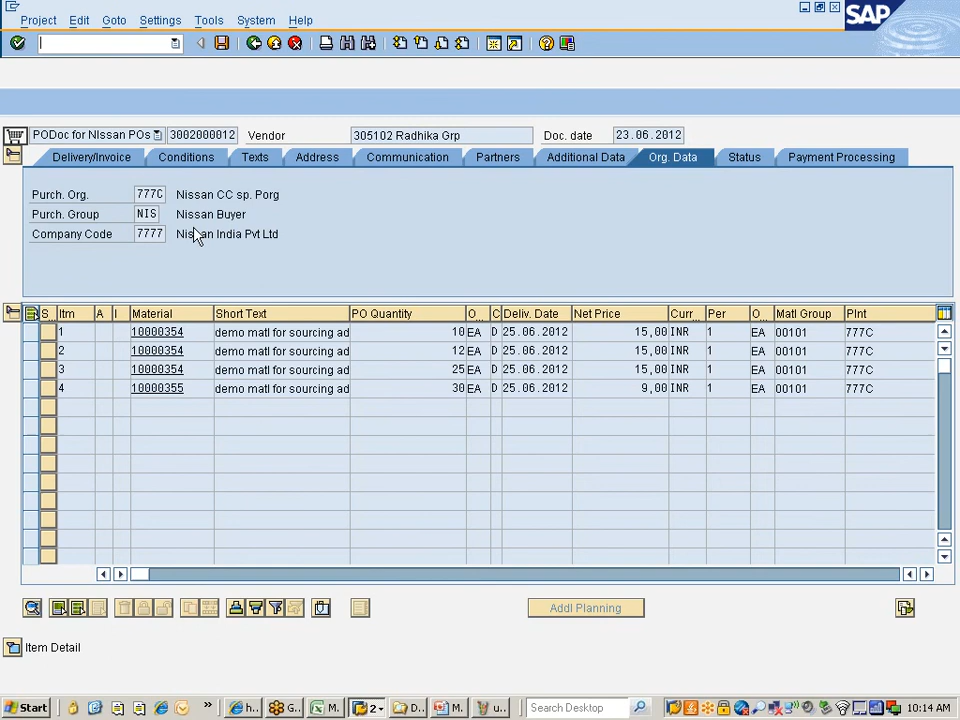 Project Edit Goto Settings Tools System Help
SAP
PODoc for NIssan POs 3002000012 Vendor 305102 Radhika Grp Doc. date 23.06.2012
Delivery/Invoice Conditions Texts Address Communication Partners Additional Data Org. Data Status Payment Processing
Purch. Org. 777C Nissan CC sp. Porg
Purch. Group NIS Nissan Buyer
Company Code 7777 Nissan India Pvt Ltd
S... Itm A I Material Short Text PO Quantity O... C Deliv. Date Net Price Curr... Per O... Matl Group Plnt
1 10000354 demo matl for sourcing ad 10 EA D 25.06.2012 15,00 INR 1 EA 00101 777C
2 10000354 demo matl for sourcing ad 12 EA D 25.06.2012 15,00 INR 1 EA 00101 777C
3 10000354 demo matl for sourcing ad 25 EA D 25.06.2012 15,00 INR 1 EA 00101 777C
4 10000355 demo matl for sourcing ad 30 EA D 25.06.2012 9,00 INR 1 EA 00101 777C
Addl Planning
Item Detail
Start » h... G... M. 2 D... M. u... Search Desktop 10:14 AM